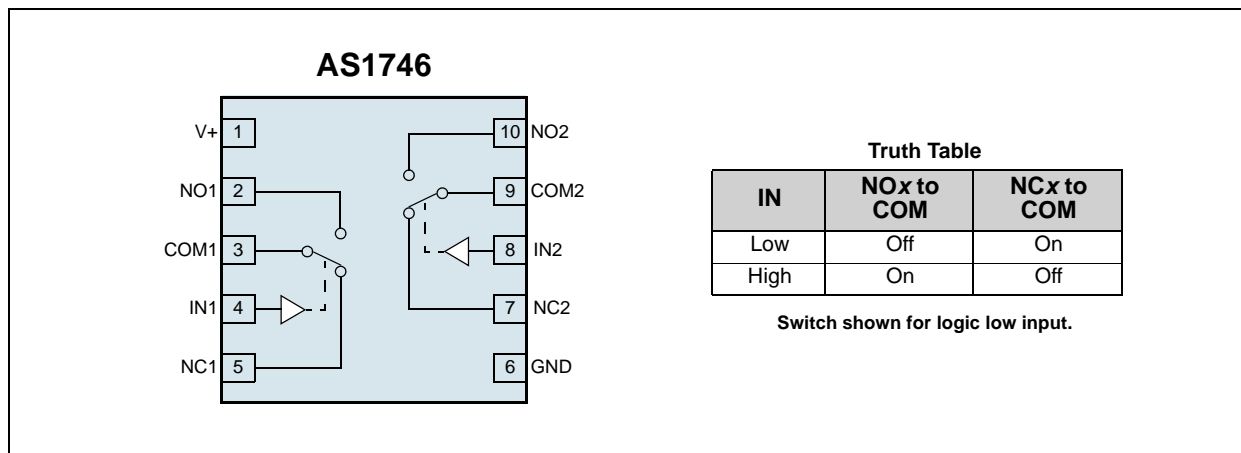 AS1746
V+ 1
NO1 2
COM1 3
IN1 4
NC1 5
10 NO2
9 COM2
8 IN2
7 NC2
6 GND
Truth Table
IN NOx to COM NCx to COM
Low Off On
High On Off
Switch shown for logic low input.